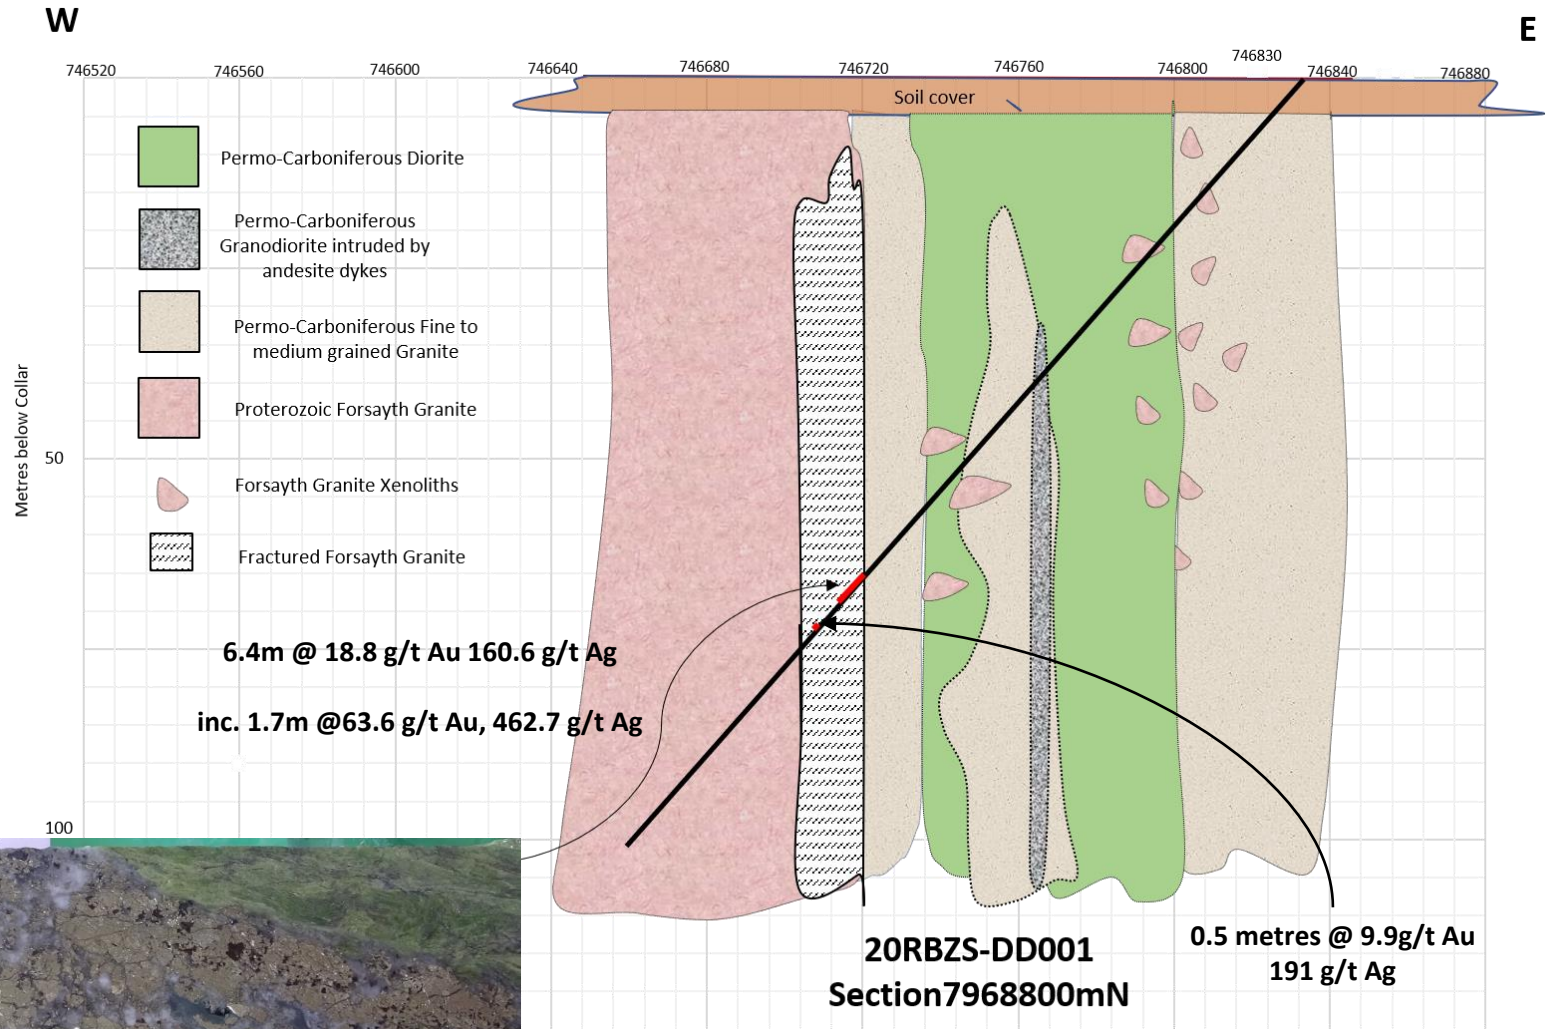 W
E
746520
746560
746600
746640
746680
746720
746760
746800
746830
746840
746880
Soil cover
Permo-Carboniferous Diorite
Permo-Carboniferous
Granodiorite intruded by
andesite dykes
Permo-Carboniferous Fine to
medium grained Granite
Proterozoic Forsayth Granite
Forsayth Granite Xenoliths
Fractured Forsayth Granite
Metres below Collar
50
100
6.4m @ 18.8 g/t Au 160.6 g/t Ag
inc. 1.7m @63.6 g/t Au, 462.7 g/t Ag
20RBZS-DD001
Section7968800mN
0.5 metres @ 9.9g/t Au
191 g/t Ag